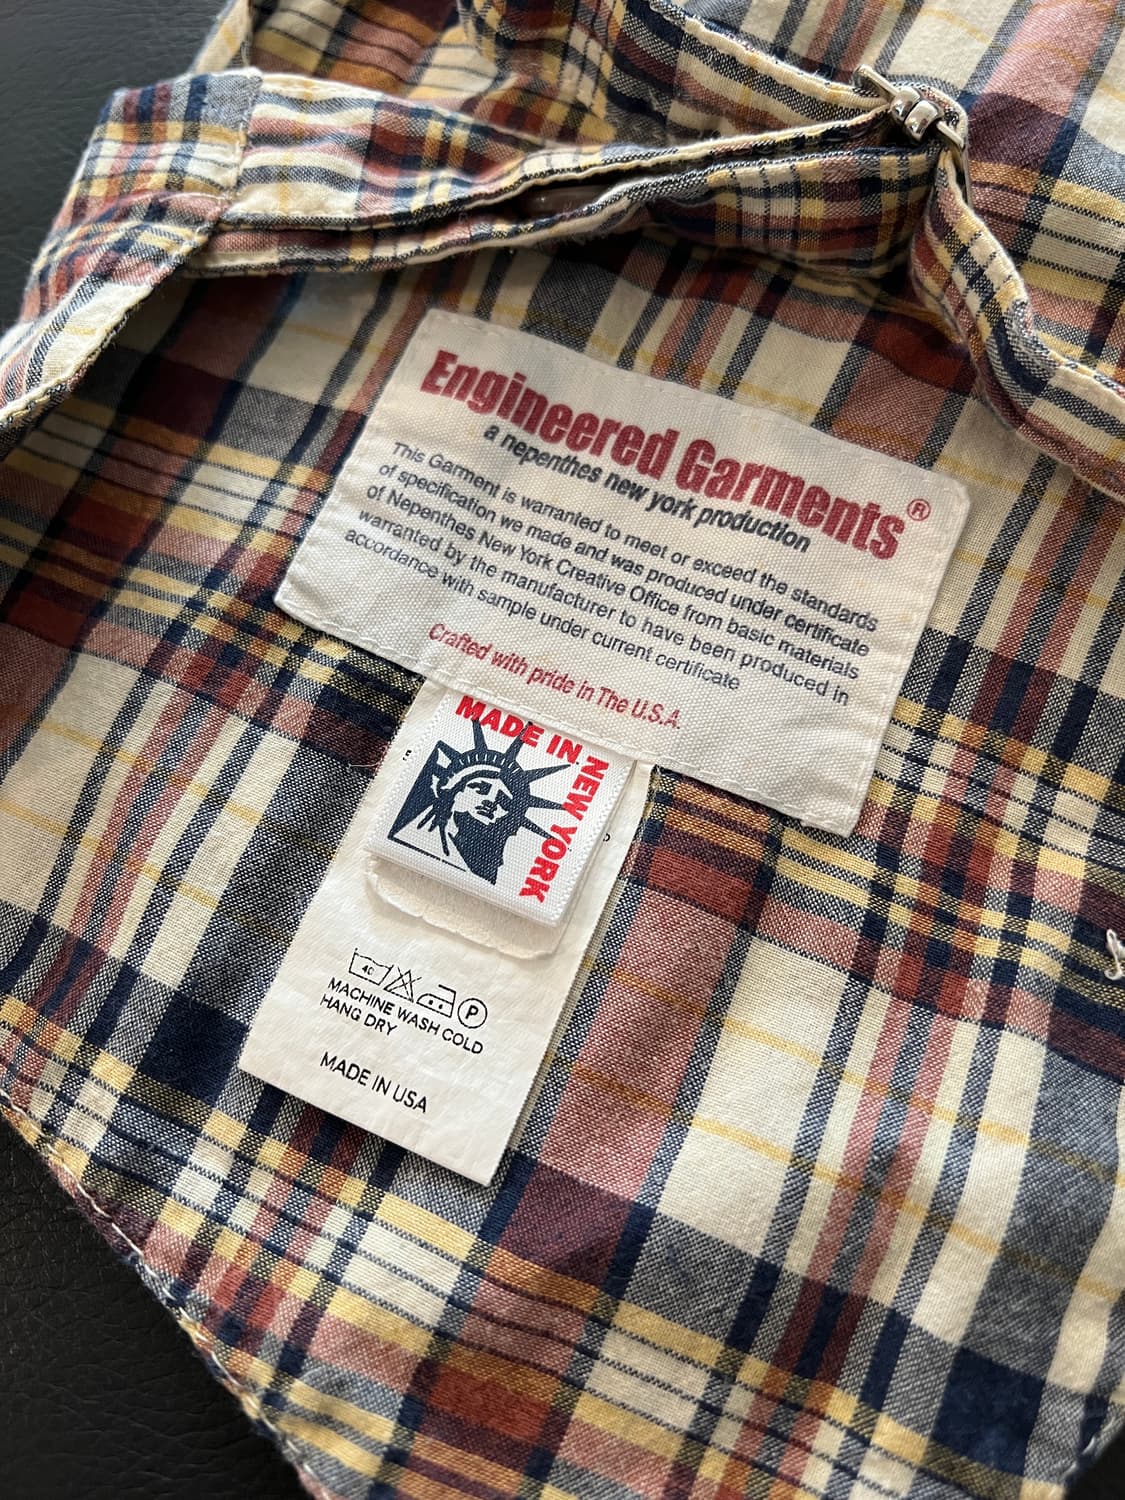 Engineered Garments®
a nepenthes new york production
This Garment is warranted to meet or exceed the standards
of specification we made and was produced under certificate
of Nepenthes New York Creative Office from basic materials
warranted by the manufacturer to have been produced in
accordance with sample under current certificate
Crafted with pride in The U.S.A.
MADE IN
NEW YORK
40
P
MACHINE WASH COLD
HANG DRY
MADE IN USA